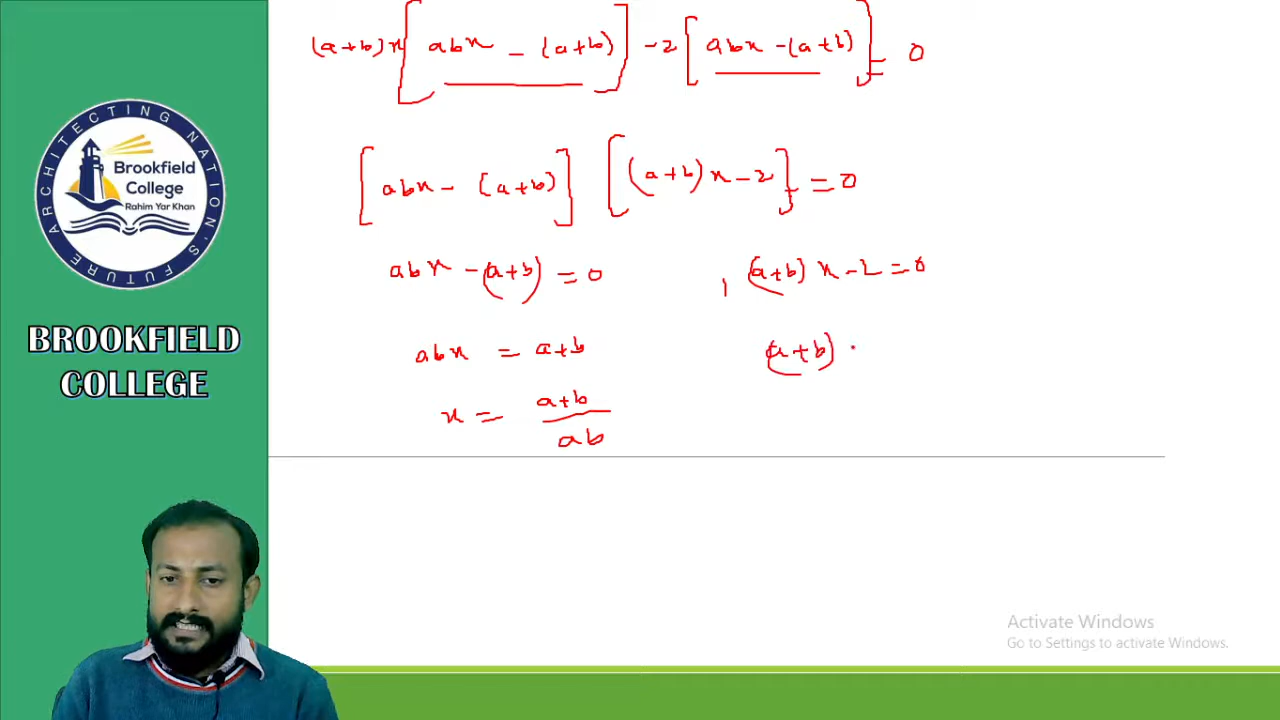 (a+b)x[abx - (a+b)] -2[abx -(a+b)] = 0
[abx - (a+b)] [(a+b)x-2] = 0
abx -(a+b) = 0 , (a+b)x-2=0
abx = a+b (a+b)
x = a+b/ab
ARCHITECTING NATION'S FUTURE
Brookfield
College
Rahim Yar Khan
BROOKFIELD
COLLEGE
Activate Windows
Go to Settings to activate Windows.